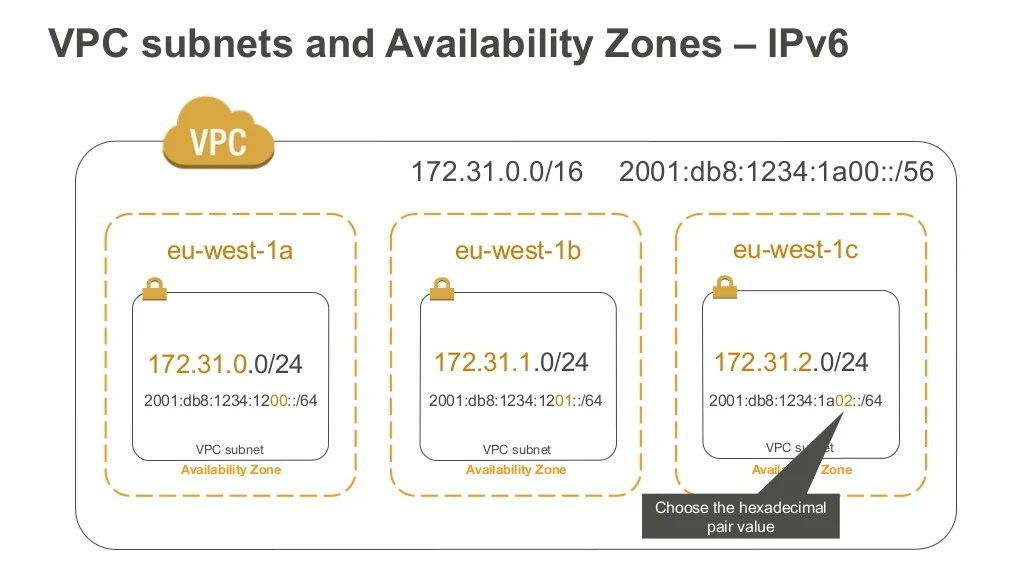 VPC subnets and Availability Zones – IPv6
VPC
172.31.0.0/16 2001:db8:1234:1a00::/56
eu-west-1a
eu-west-1b
eu-west-1c
172.31.0.0/24
2001:db8:1234:1200::/64
VPC subnet
Availability Zone
172.31.1.0/24
2001:db8:1234:1201::/64
VPC subnet
Availability Zone
172.31.2.0/24
2001:db8:1234:1a02::/64
VPC
Zone
Choose the hexadecimal
pair value